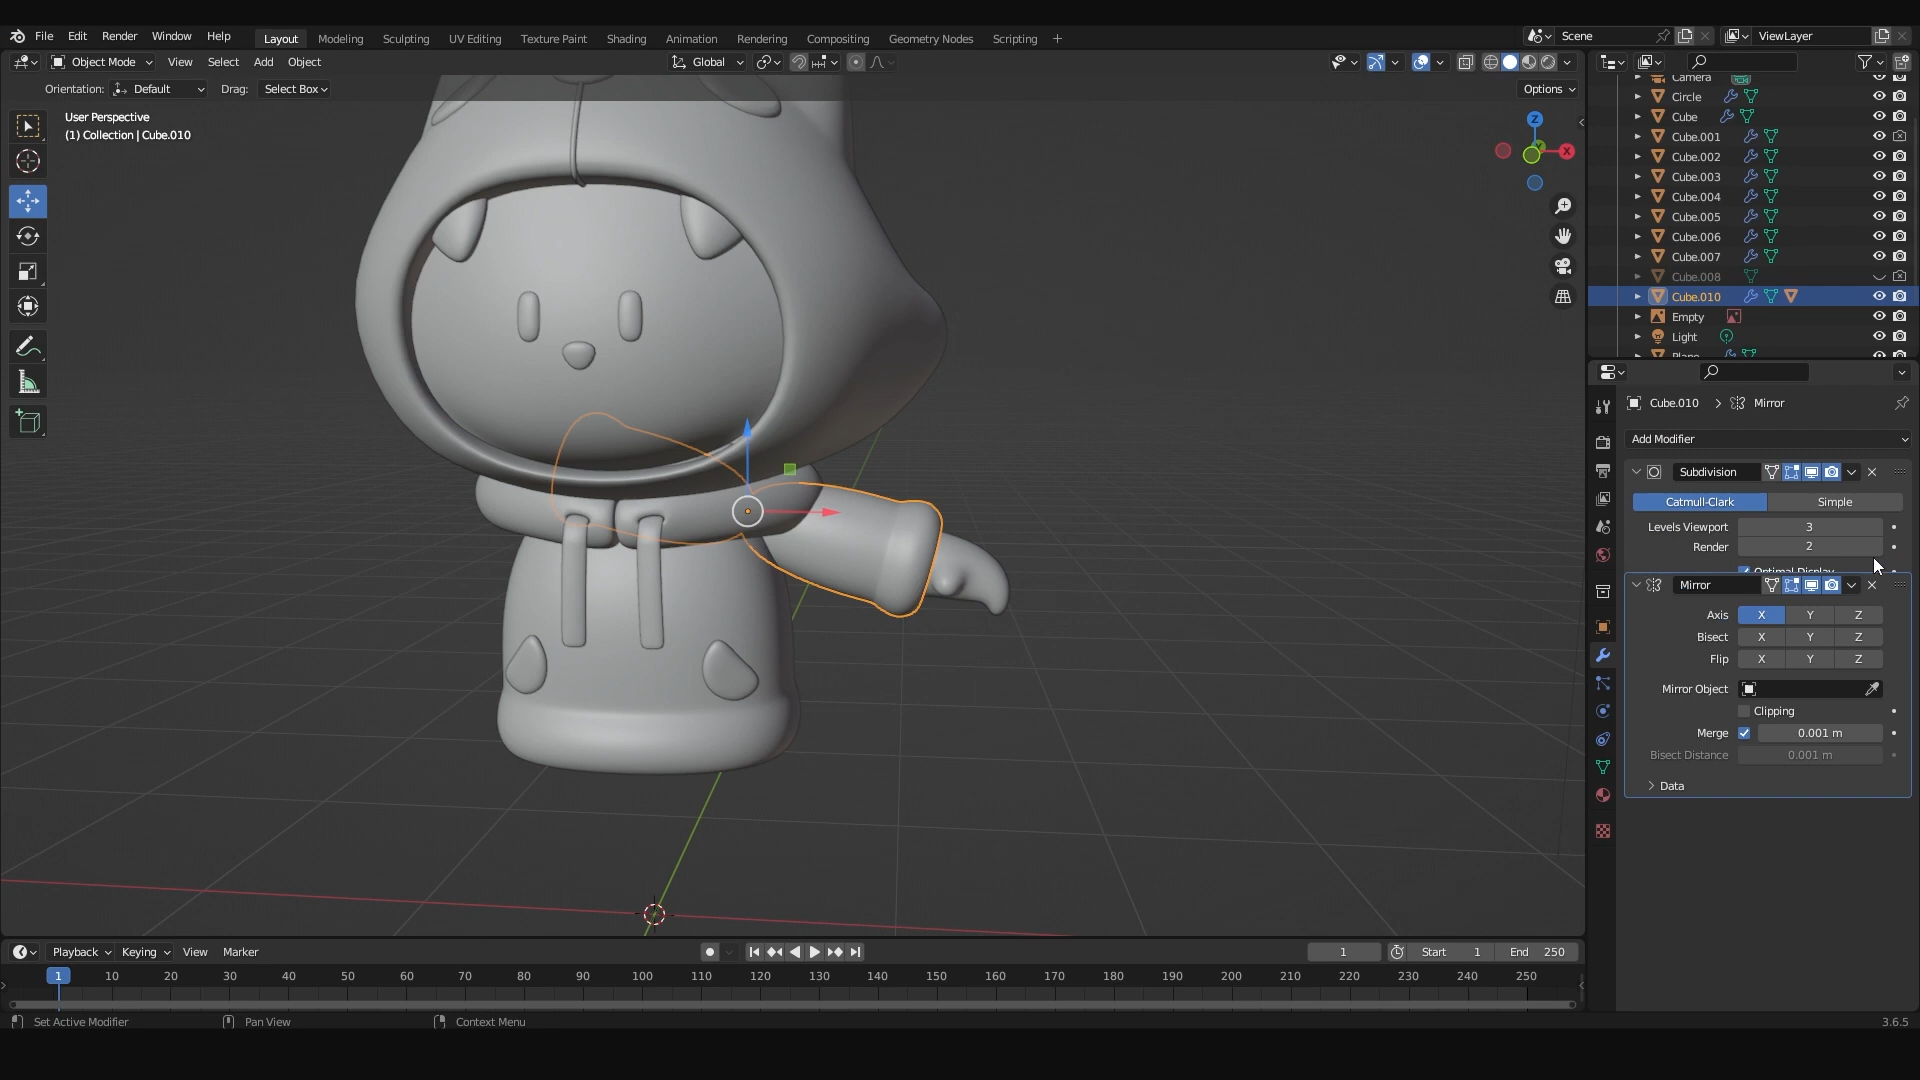 File Edit Render Window Help Layout Modeling Sculpting UV Editing Texture Paint Shading Animation Rendering Compositing Geometry Nodes Scripting + Scene ViewLayer
Object Mode View Select Add Object Global
Orientation: Default Drag: Select Box Options
User Perspective
(1) Collection | Cube.010
Z
X
Camera
Circle
Cube
Cube.001
Cube.002
Cube.003
Cube.004
Cube.005
Cube.006
Cube.007
Cube.008
Cube.010
Empty
Light
Plane
Cube.010 > Mirror
Add Modifier
Subdivision
Catmull-Clark Simple
Levels Viewport 3
Render 2
Optimal Display
Mirror
Axis X Y Z
Bisect X Y Z
Flip X Y Z
Mirror Object
Clipping
Merge 0.001 m
Bisect Distance 0.001 m
Data
Playback Keying View Marker 1 Start 1 End 250
1 10 20 30 40 50 60 70 80 90 100 110 120 130 140 150 160 170 180 190 200 210 220 230 240 250
Set Active Modifier Pan View Context Menu 3.6.5